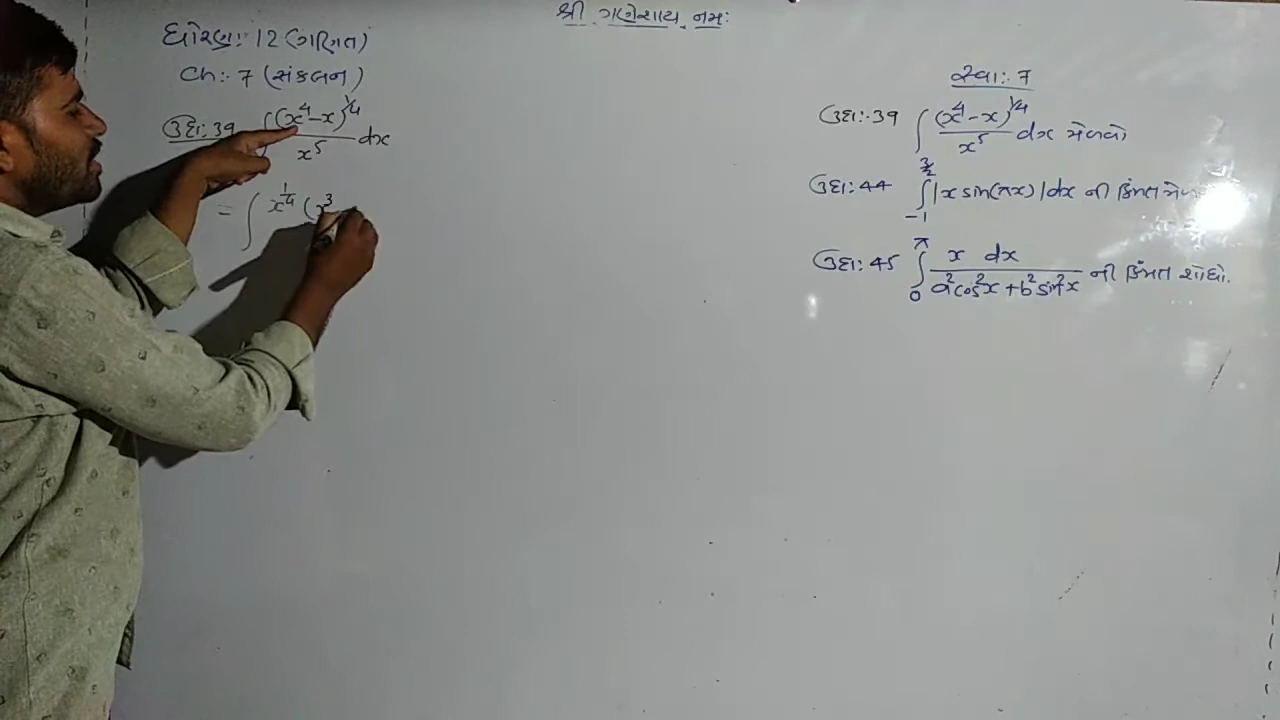 શ્રી ગણેશાય નમઃ
ધોરણ: 12 (ગણિત)
Ch:- 7 (સંકલન)
ઉદા: 39 ∫ (x⁴-x)^¼ / x⁵ dx
= ∫ x^¼ (x³
સ્વા: 7
ઉદા:-39 ∫ (x⁴-x)^¼ / x⁵ dx મેળવો
ઉદા: 44 ∫₋₁^{3/2} |x sin(πx)| dx ની કિંમત
ઉદા: 45 ∫₀^π x dx / a²cos²x + b²sin²x ની કિંમત શોધો.